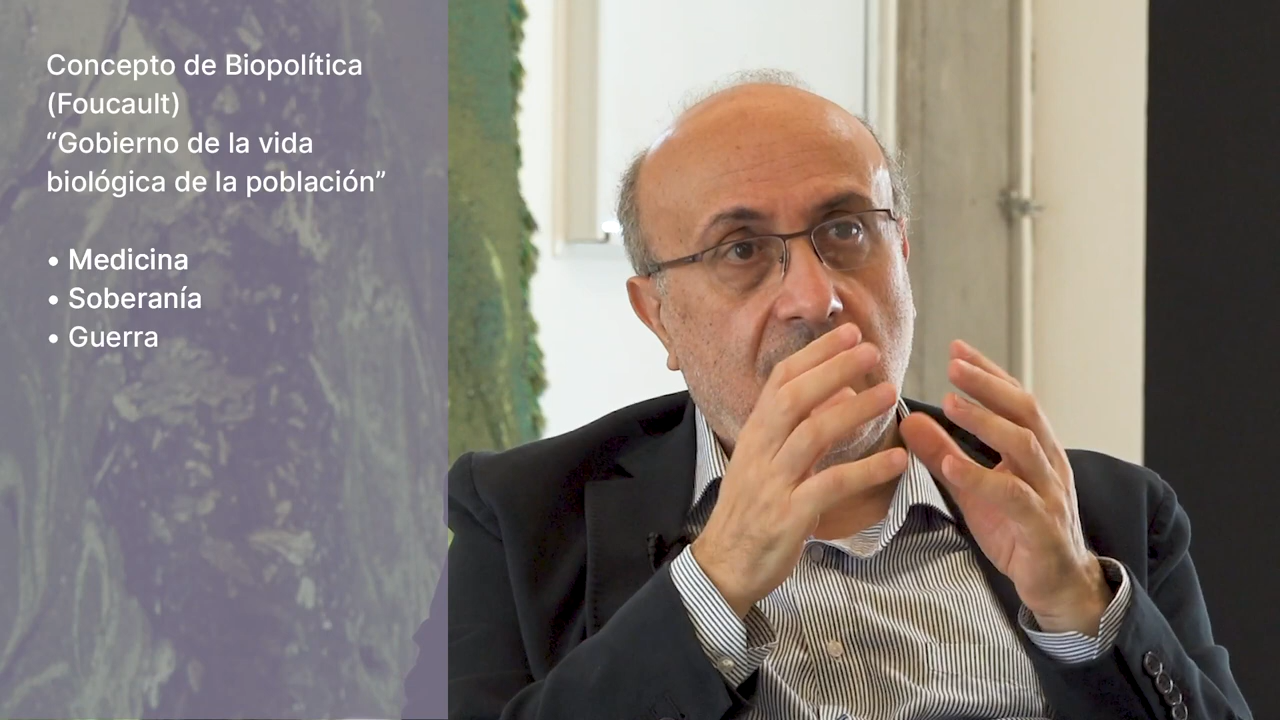 Concepto de Biopolítica
(Foucault)
“Gobierno de la vida
biológica de la población”
• Medicina
• Soberanía
• Guerra